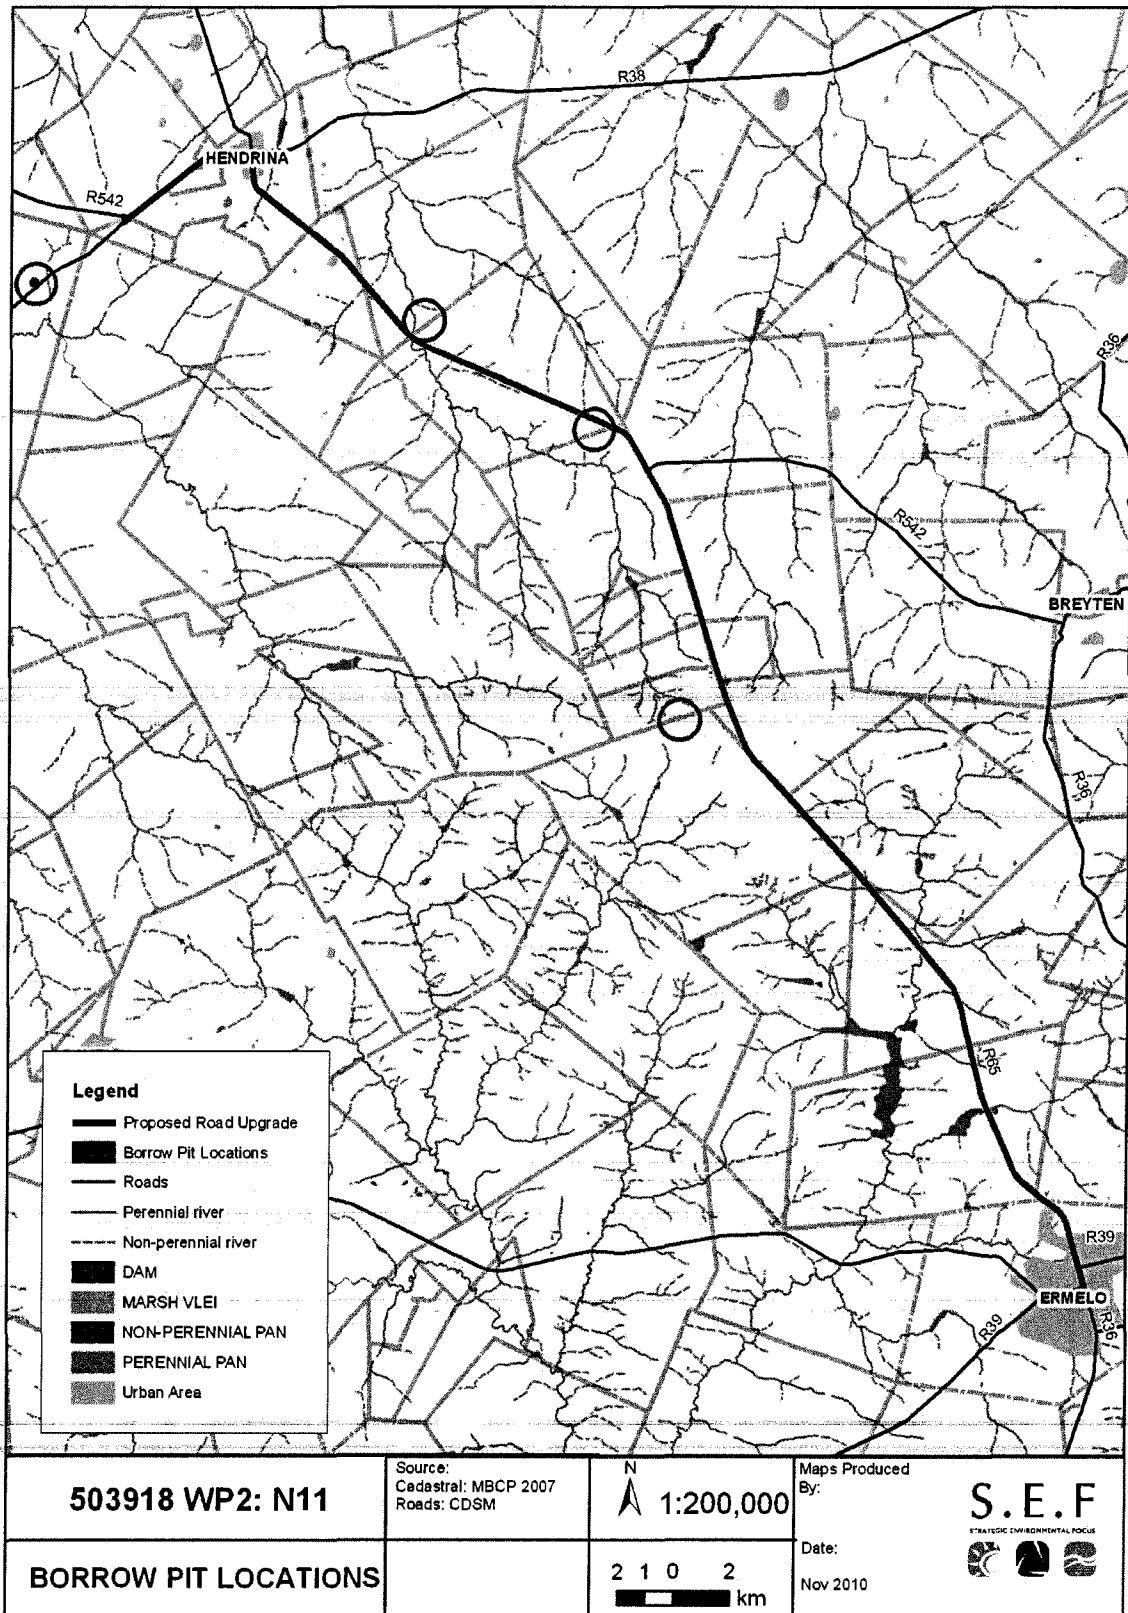 R38
HENDRINA
R542
R36
R542
BREYTEN
R36
R65
Legend
Proposed Road Upgrade
Borrow Pit Locations
Roads
Perennial river
Non-perennial river
DAM
MARSH VLEI
NON-PERENNIAL PAN
PERENNIAL PAN
Urban Area
R39
ERMELO
R39
R36
503918 WP2: N11
BORROW PIT LOCATIONS
Source:
Cadastral: MBCP 2007
Roads: CDSM
N
1:200,000
2 1 0 2
km
Maps Produced
By:
S.E.F
STRATEGIC ENVIRONMENTAL FOCUS
Date:
Nov 2010